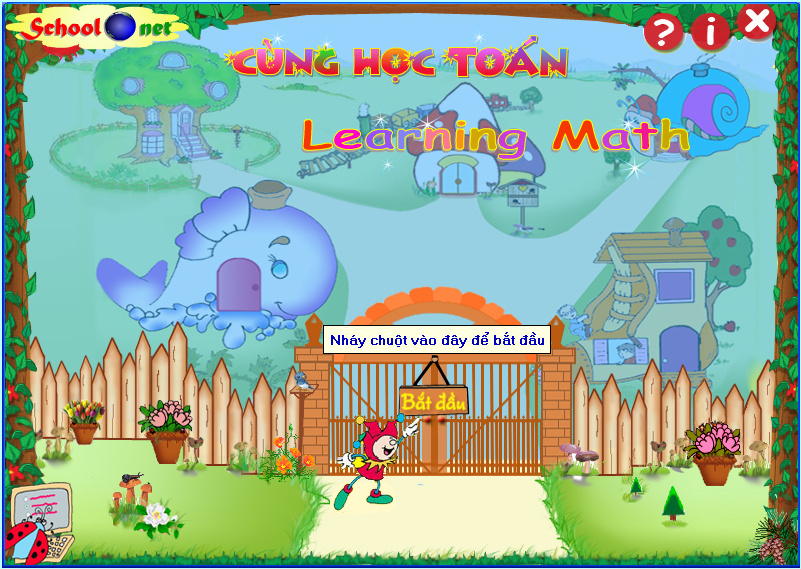 School net
? i X
CÙNG HỌC TOÁN
Learning Math
Nháy chuột vào đây để bắt đầu
Bắt đầu